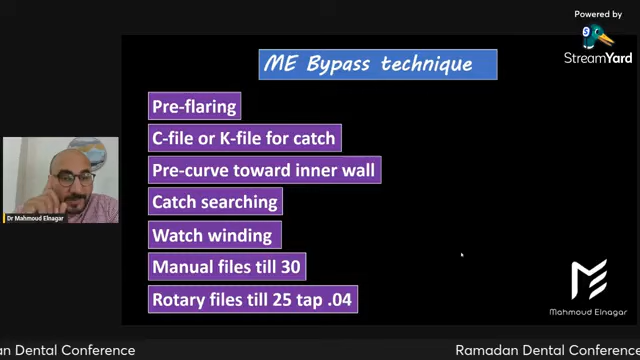 Powered by
StreamYard
ME Bypass technique
Pre-flaring
C-file or K-file for catch
Pre-curve toward inner wall
Catch searching
Watch winding
Manual files till 30
Rotary files till 25 tap .04
Dr Mahmoud Elnagar
Mahmoud Elnagar
an Dental Conference
Ramadan Dental Conference